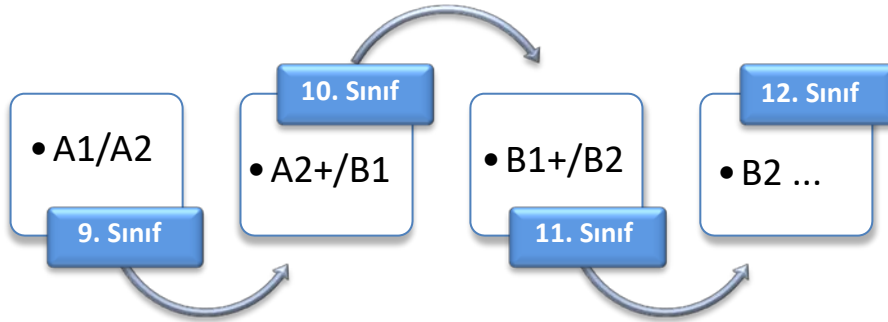 • A1/A2
9. Sınıf
10. Sınıf
• A2+/B1
• B1+/B2
11. Sınıf
12. Sınıf
• B2 ...